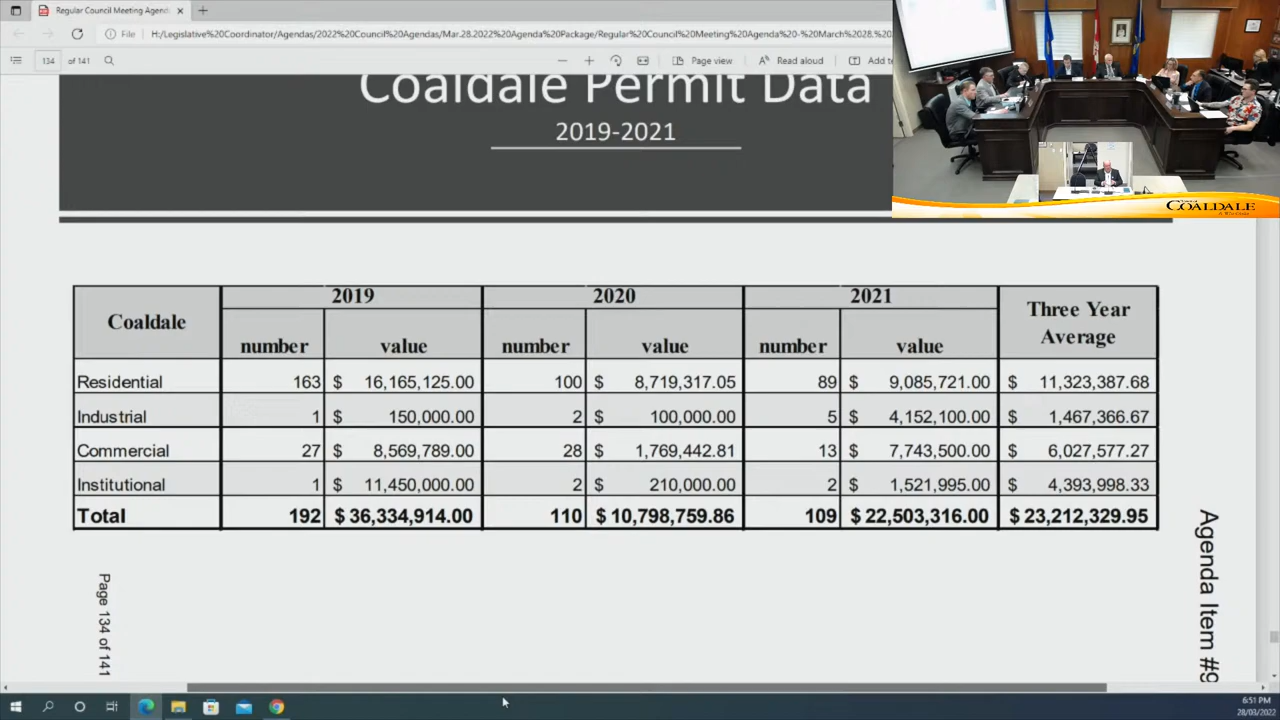 Regular Council Meeting Agend
File
H:/Legislative%20Coordinator/Agendas/2022%20Council%20Agendas/Mar.28.2022%20Agenda%20Package/Regular%20Council%20Meeting%20Agenda%20-%20March%2028.%20
134 of 141
Page view
Read aloud
Add te
Coaldale Permit Data
2019-2021
COALDALE
Coaldale 2019 2020 2021 Three Year Average
number value number value number value
Residential 163 $ 16,165,125.00 100 $ 8,719,317.05 89 $ 9,085,721.00 $ 11,323,387.68
Industrial 1 $ 150,000.00 2 $ 100,000.00 5 $ 4,152,100.00 $ 1,467,366.67
Commercial 27 $ 8,569,789.00 28 $ 1,769,442.81 13 $ 7,743,500.00 $ 6,027,577.27
Institutional 1 $ 11,450,000.00 2 $ 210,000.00 2 $ 1,521,995.00 $ 4,393,998.33
Total 192 $ 36,334,914.00 110 $ 10,798,759.86 109 $ 22,503,316.00 $ 23,212,329.95
Page 134 of 141
Agenda Item #9
6:51 PM
28/03/2022